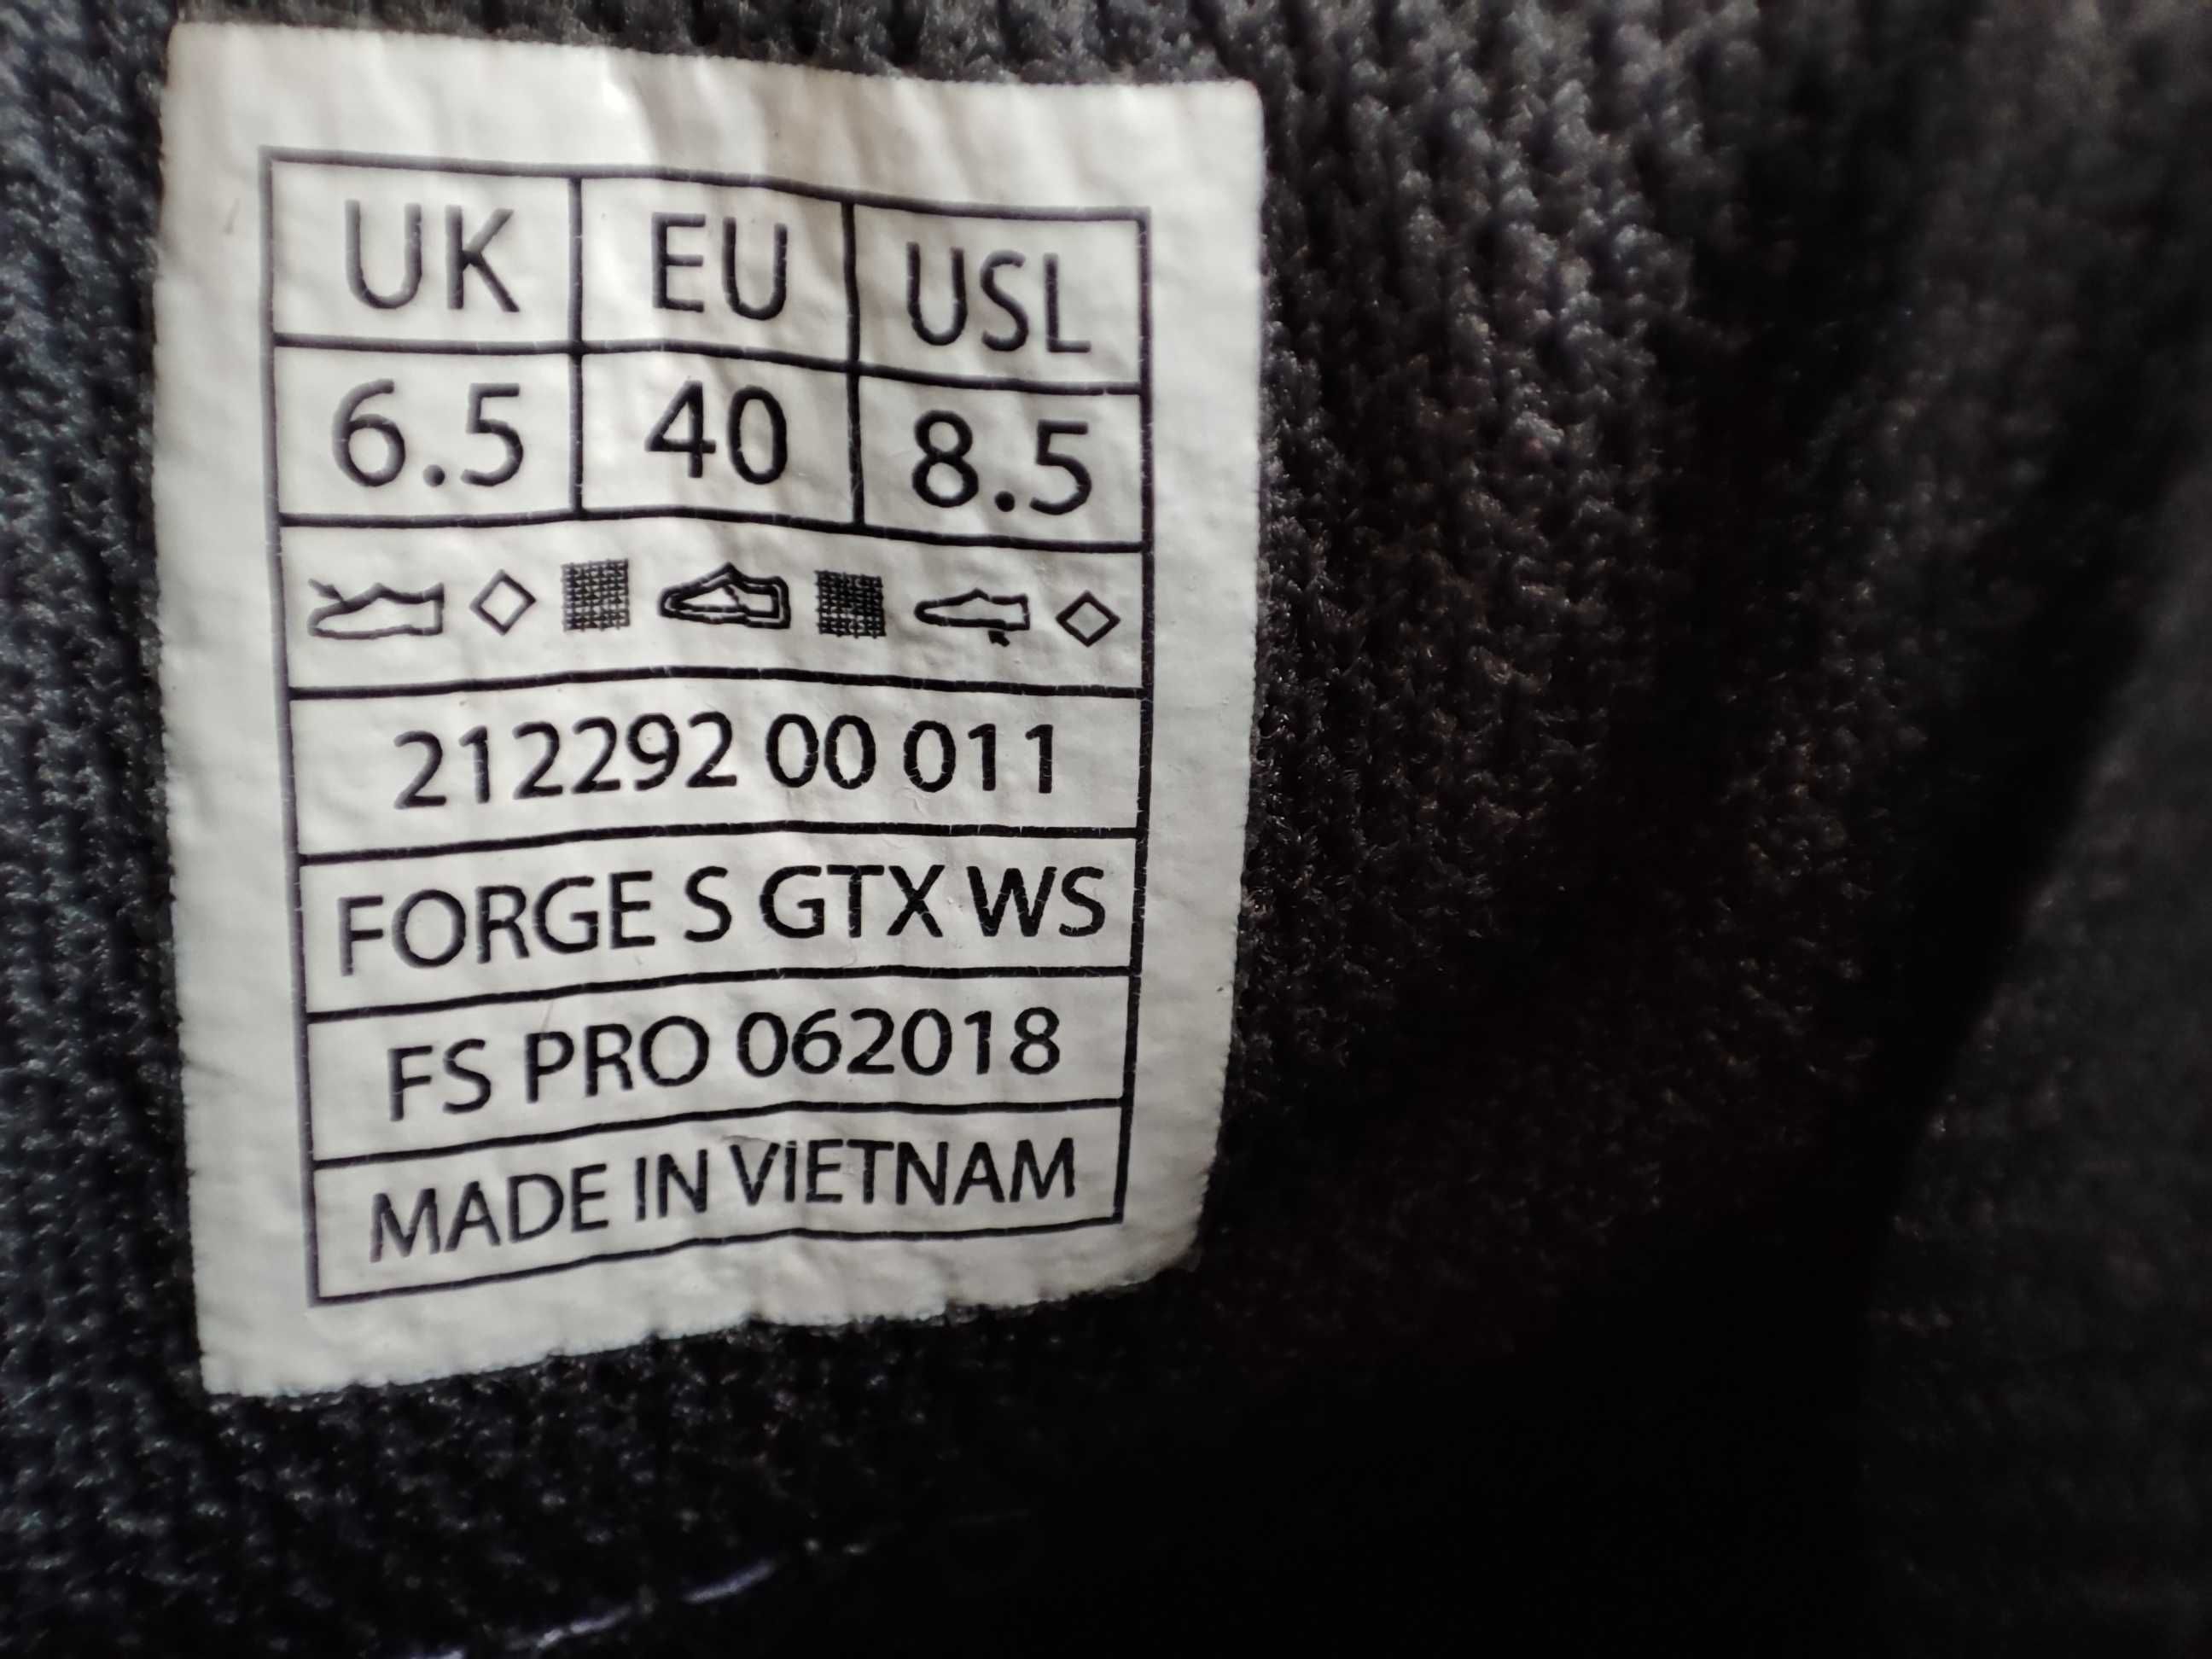 UK EU USL
6.5 40 8.5
212292 00 011
FORGE S GTX WS
FS PRO 062018
MADE IN VIETNAM